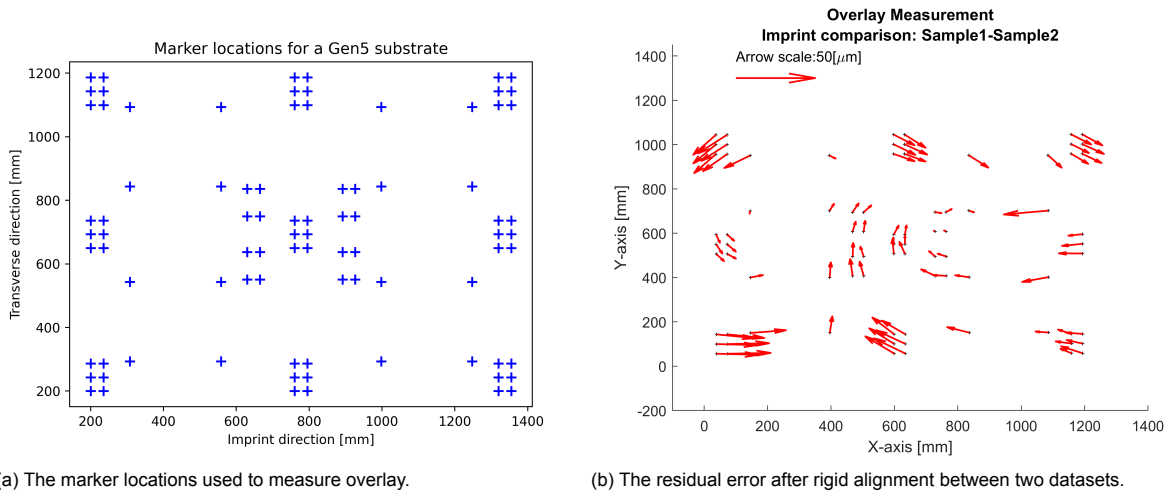 Marker locations for a Gen5 substrate
1200
1000
800
600
400
200
Transverse direction [mm]
200 400 600 800 1000 1200 1400
Imprint direction [mm]
(a) The marker locations used to measure overlay.
Overlay Measurement
Imprint comparison: Sample1-Sample2
Arrow scale:50[μm]
1400
1200
1000
800
600
400
200
0
-200
Y-axis [mm]
0 200 400 600 800 1000 1200 1400
X-axis [mm]
(b) The residual error after rigid alignment between two datasets.